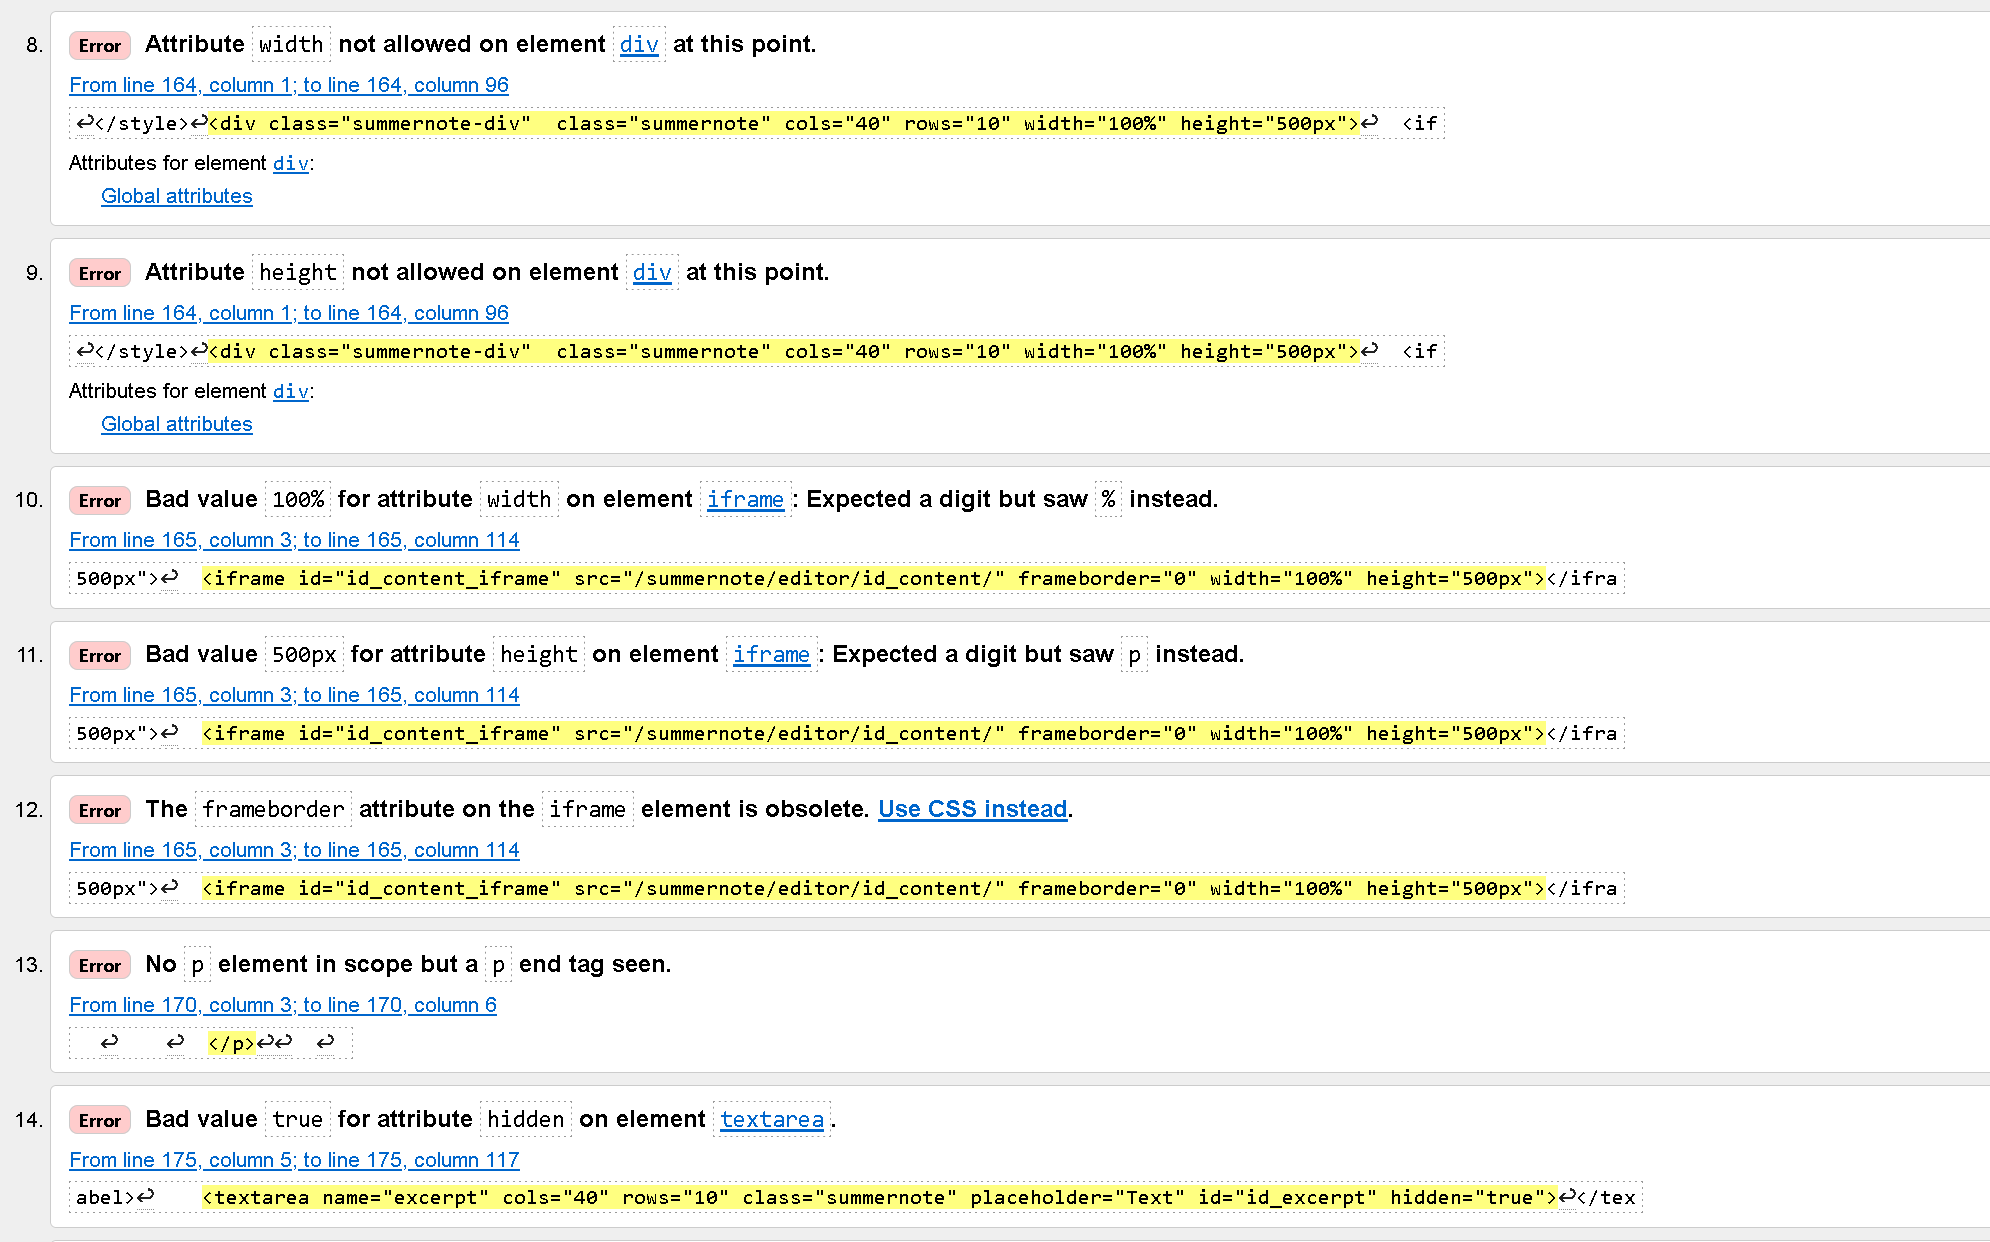 8. Error Attribute width not allowed on element div at this point.
From line 164, column 1; to line 164, column 96
↩</style>↩<div class="summernote-div"  class="summernote" cols="40" rows="10" width="100%" height="500px">↩  <if
Attributes for element div:
Global attributes
9. Error Attribute height not allowed on element div at this point.
From line 164, column 1; to line 164, column 96
↩</style>↩<div class="summernote-div"  class="summernote" cols="40" rows="10" width="100%" height="500px">↩  <if
Attributes for element div:
Global attributes
10. Error Bad value 100% for attribute width on element iframe: Expected a digit but saw % instead.
From line 165, column 3; to line 165, column 114
500px">↩  <iframe id="id_content_iframe" src="/summernote/editor/id_content/" frameborder="0" width="100%" height="500px"></ifra
11. Error Bad value 500px for attribute height on element iframe: Expected a digit but saw p instead.
From line 165, column 3; to line 165, column 114
500px">↩  <iframe id="id_content_iframe" src="/summernote/editor/id_content/" frameborder="0" width="100%" height="500px"></ifra
12. Error The frameborder attribute on the iframe element is obsolete. Use CSS instead.
From line 165, column 3; to line 165, column 114
500px">↩  <iframe id="id_content_iframe" src="/summernote/editor/id_content/" frameborder="0" width="100%" height="500px"></ifra
13. Error No p element in scope but a p end tag seen.
From line 170, column 3; to line 170, column 6
↩    ↩  </p>↩↩  ↩
14. Error Bad value true for attribute hidden on element textarea.
From line 175, column 5; to line 175, column 117
abel>↩    <textarea name="excerpt" cols="40" rows="10" class="summernote" placeholder="Text" id="id_excerpt" hidden="true">↩</tex